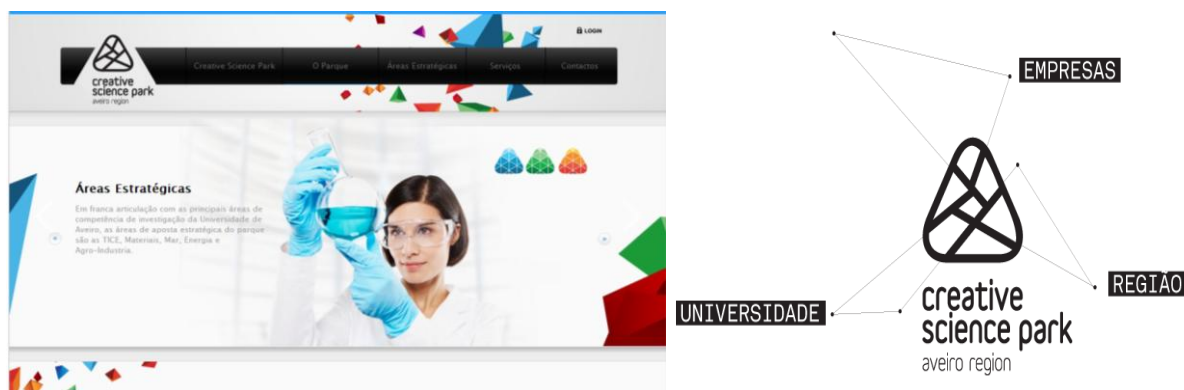 LOGIN
Creative Science Park
O Parque
Áreas Estratégicas
Serviços
Contactos
creative
science park
aveiro region
Áreas Estratégicas
Em franca articulação com as principais áreas de
competência de investigação da Universidade de
Aveiro, as áreas de aposta estratégica do parque
são as TICE, Materiais, Mar, Energia e
Agro-Industria.
EMPRESAS
UNIVERSIDADE
REGIÃO
creative
science park
aveiro region